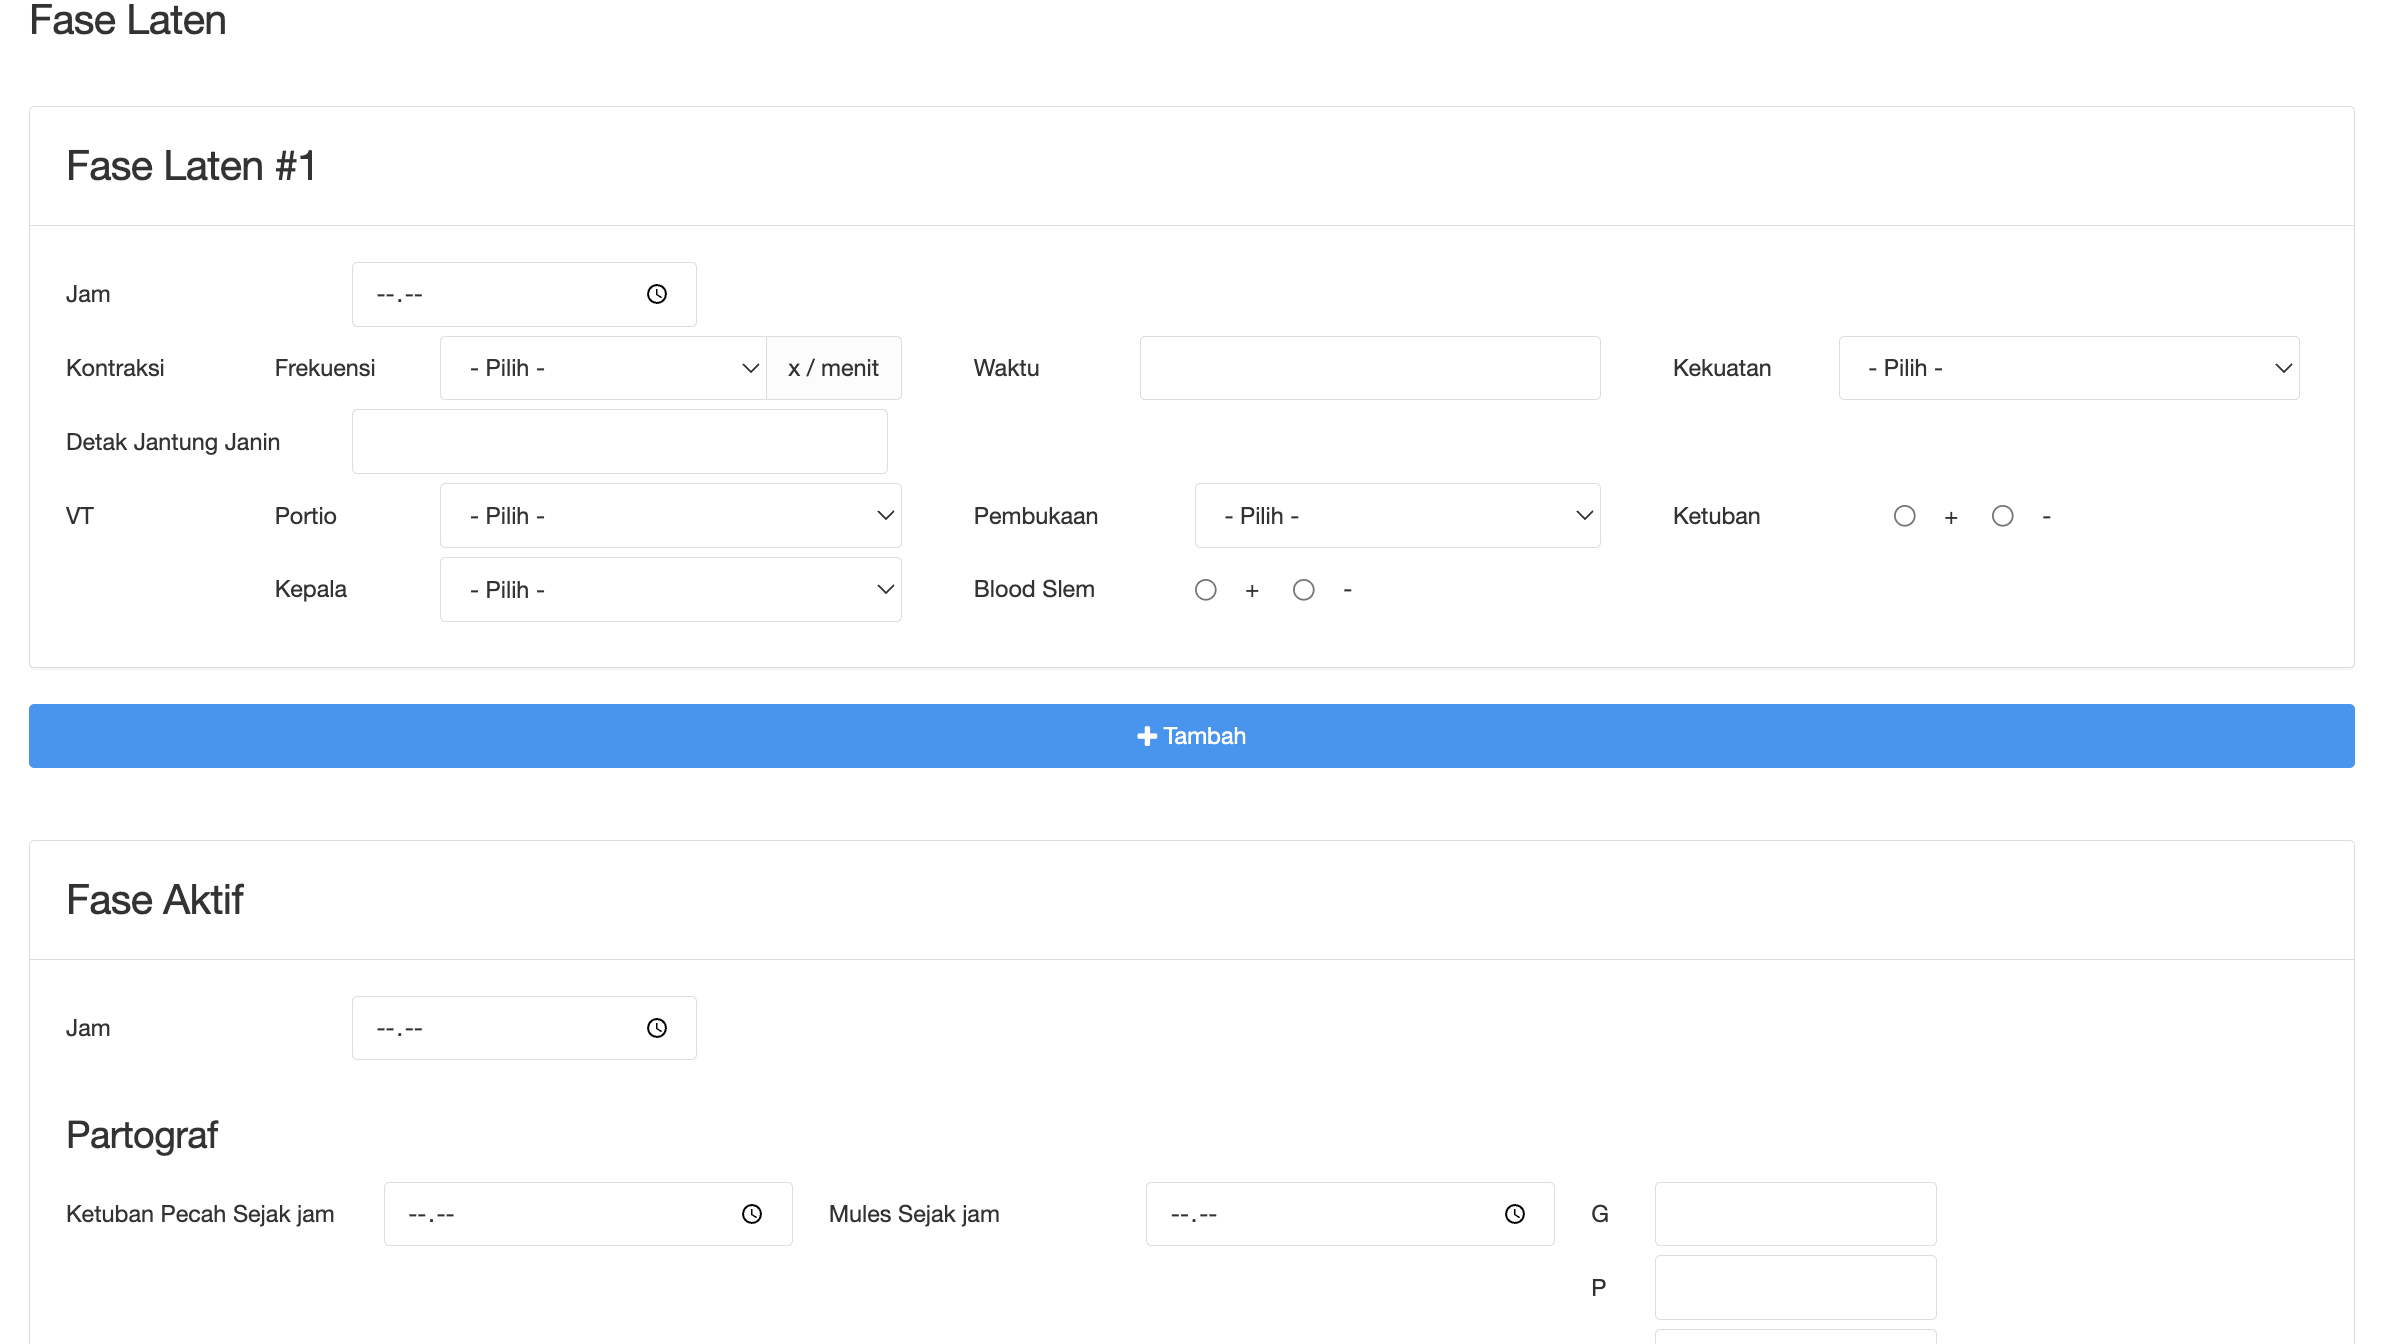 Fase Laten
Fase Laten #1
Jam --.--
Kontraksi Frekuensi - Pilih - x / menit Waktu Kekuatan - Pilih -
Detak Jantung Janin
VT Portio - Pilih - Pembukaan - Pilih - Ketuban + -
Kepala - Pilih - Blood Slem + -
Tambah
Fase Aktif
Jam --.--
Partograf
Ketuban Pecah Sejak jam --.-- Mules Sejak jam --.-- G
P